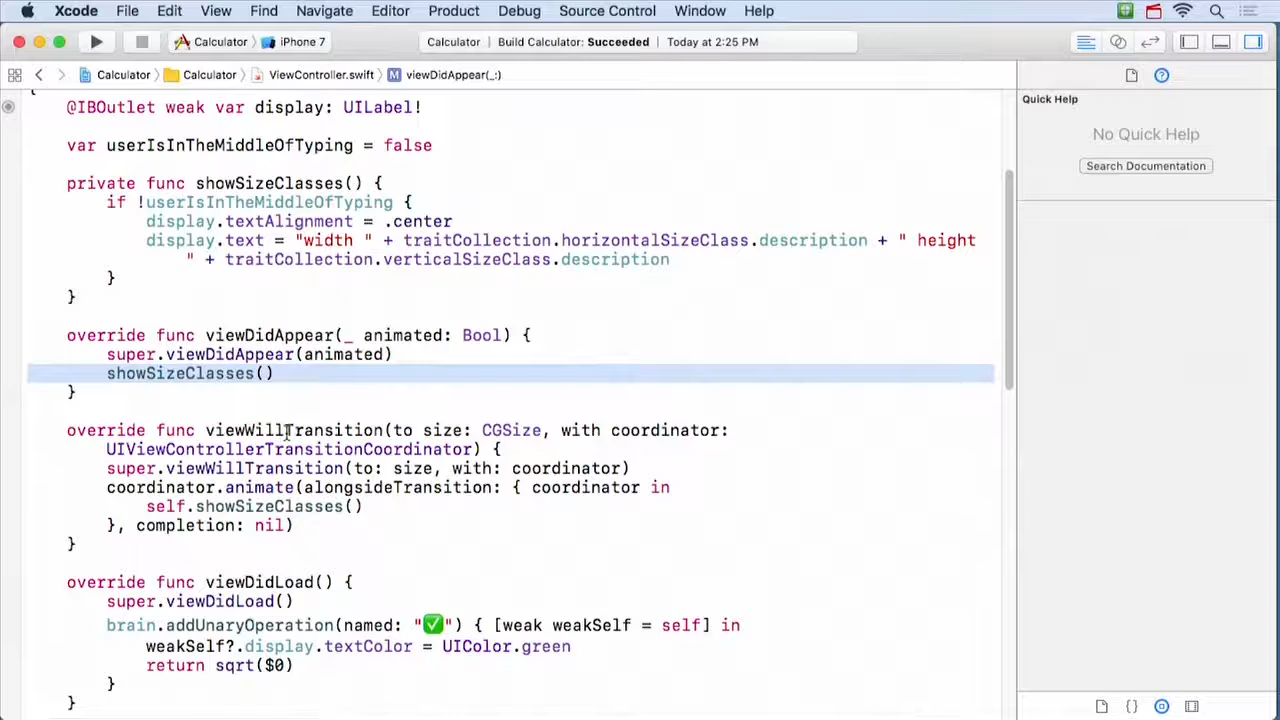 Xcode File Edit View Find Navigate Editor Product Debug Source Control Window Help
Calculator iPhone 7 Calculator Build Calculator: Succeeded Today at 2:25 PM
Calculator Calculator ViewController.swift M viewDidAppear(_:)
{
@IBOutlet weak var display: UILabel!
var userIsInTheMiddleOfTyping = false
private func showSizeClasses() {
if !userIsInTheMiddleOfTyping {
display.textAlignment = .center
display.text = "width " + traitCollection.horizontalSizeClass.description + " height
" + traitCollection.verticalSizeClass.description
}
}
override func viewDidAppear(_ animated: Bool) {
super.viewDidAppear(animated)
showSizeClasses()
}
override func viewWillTransition(to size: CGSize, with coordinator:
UIViewControllerTransitionCoordinator) {
super.viewWillTransition(to: size, with: coordinator)
coordinator.animate(alongsideTransition: { coordinator in
self.showSizeClasses()
}, completion: nil)
}
override func viewDidLoad() {
super.viewDidLoad()
brain.addUnaryOperation(named: "✅") { [weak weakSelf = self] in
weakSelf?.display.textColor = UIColor.green
return sqrt($0)
}
}
Quick Help
No Quick Help
Search Documentation